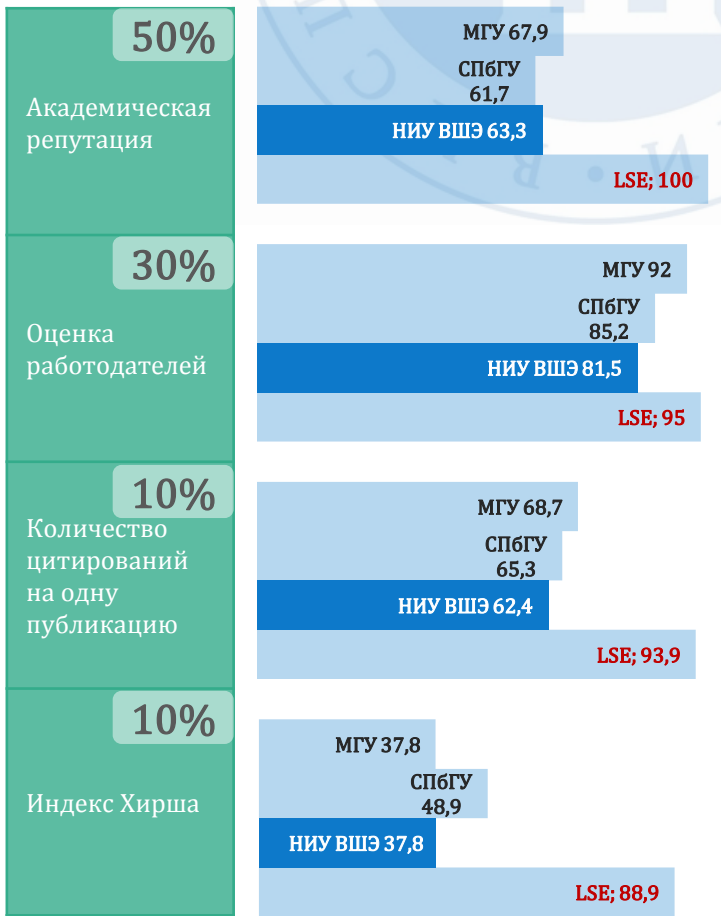 50%
Академическая
репутация
МГУ 67,9
СПбГУ
61,7
НИУ ВШЭ 63,3
LSE; 100
30%
Оценка
работодателей
МГУ 92
СПбГУ
85,2
НИУ ВШЭ 81,5
LSE; 95
10%
Количество
цитирований
на одну
публикацию
МГУ 68,7
СПбГУ
65,3
НИУ ВШЭ 62,4
LSE; 93,9
10%
Индекс Хирша
МГУ 37,8
СПбГУ
48,9
НИУ ВШЭ 37,8
LSE; 88,9